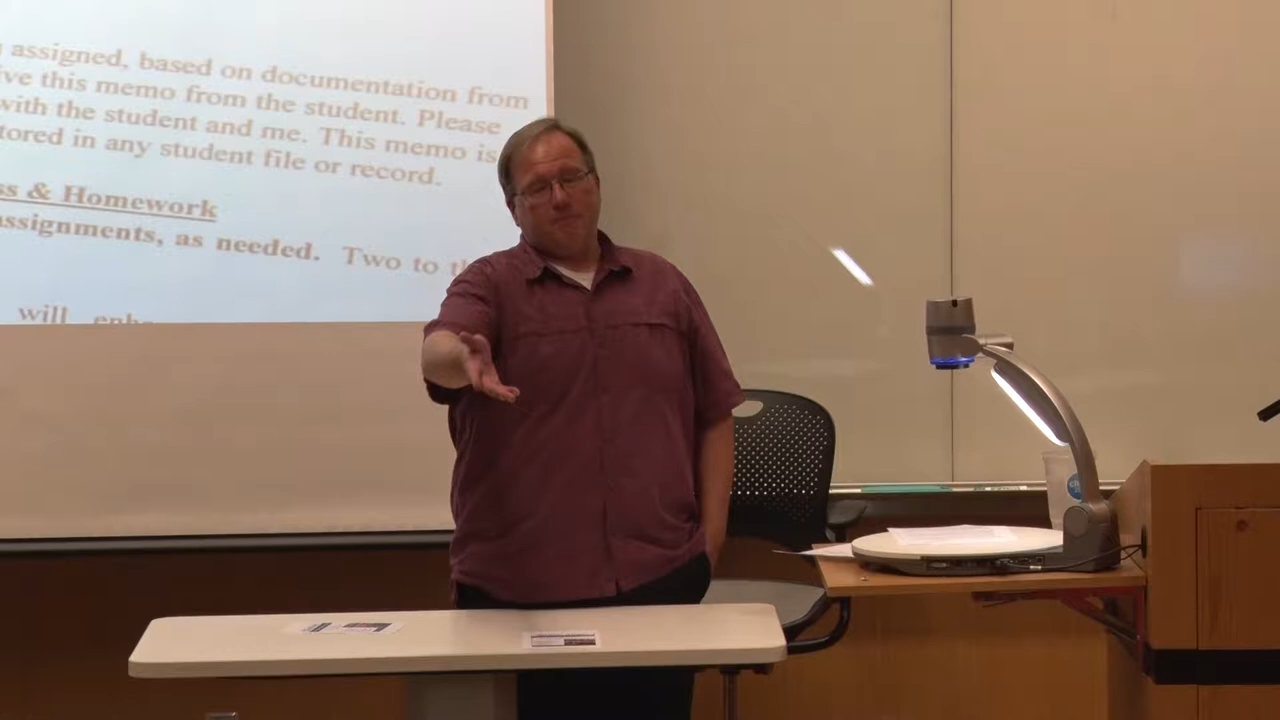 assigned, based on documentation from
ive this memo from the student. Please
with the student and me. This memo is
tored in any student file or record.
ss & Homework
assignments, as needed. Two to
will